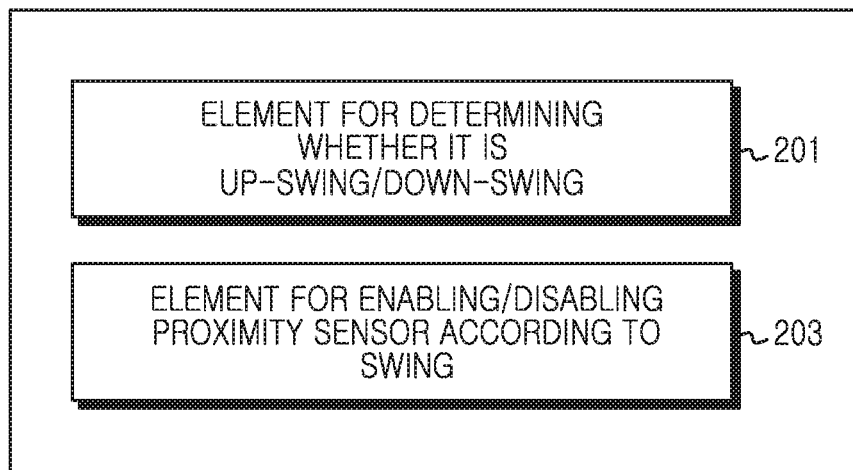 ELEMENT FOR DETERMINING
WHETHER IT IS
UP-SWING/DOWN-SWING
201
ELEMENT FOR ENABLING/DISABLING
PROXIMITY SENSOR ACCORDING TO
SWING
203